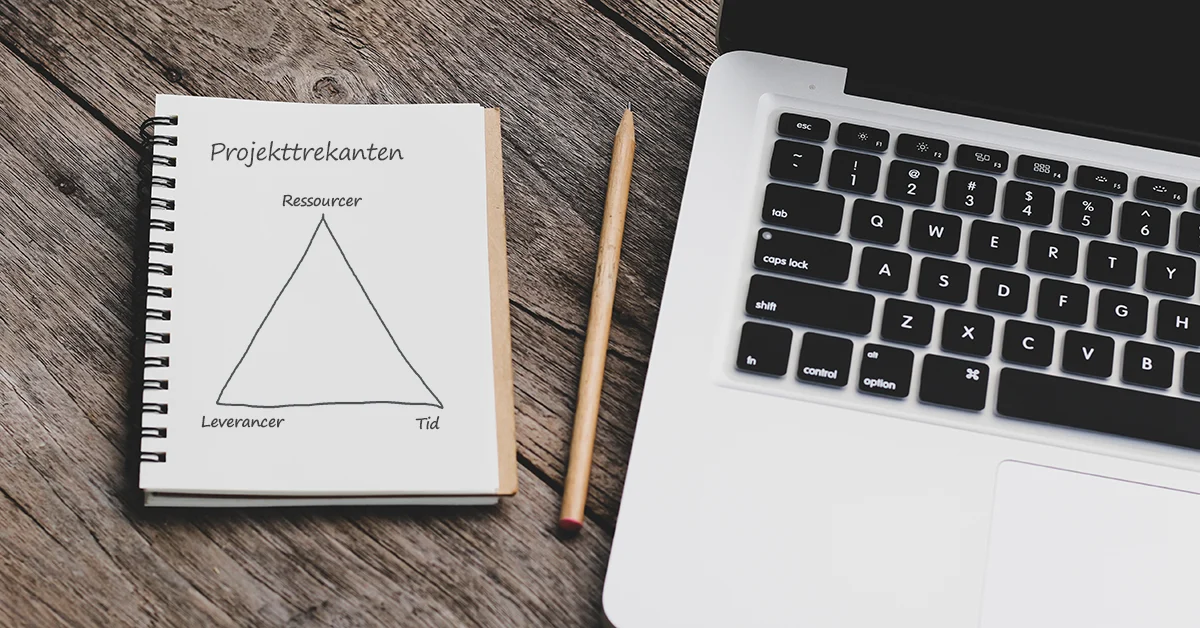 Projekttrekanten
Ressourcer
Leverancer
Tid
esc
F1
F2
F3
F4
F5
F6
~
! 1
@ 2
# 3
$ 4
% 5
^ 6
tab
Q
W
E
R
T
Y
caps lock
A
S
D
F
G
H
shift
Z
X
C
V
B
fn
control
alt option
⌘